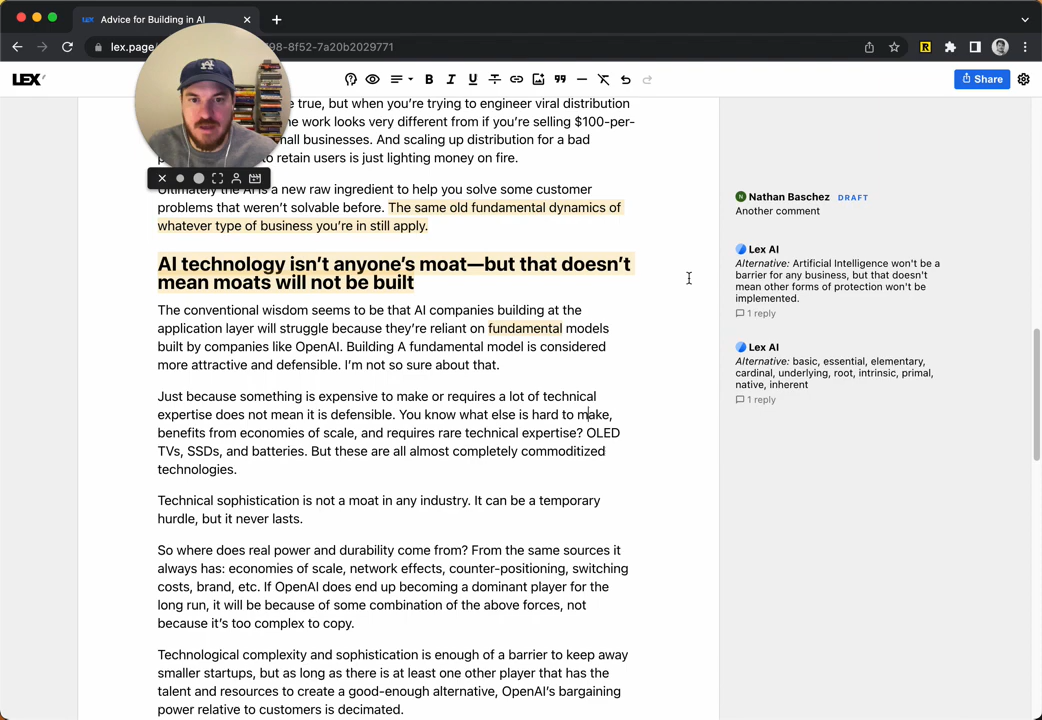 Advice for Building in AI
lex.page/
98-8f52-7a20b2029771
LEX
Share
e true, but when you’re trying to engineer viral distribution
e work looks very different from if you’re selling $100-per-
all businesses. And scaling up distribution for a bad
to retain users is just lighting money on fire.
Ultimately the AI is a new raw ingredient to help you solve some customer
problems that weren’t solvable before. The same old fundamental dynamics of
whatever type of business you’re in still apply.
AI technology isn’t anyone’s moat—but that doesn’t
mean moats will not be built
The conventional wisdom seems to be that AI companies building at the
application layer will struggle because they’re reliant on fundamental models
built by companies like OpenAI. Building A fundamental model is considered
more attractive and defensible. I’m not so sure about that.
Just because something is expensive to make or requires a lot of technical
expertise does not mean it is defensible. You know what else is hard to make,
benefits from economies of scale, and requires rare technical expertise? OLED
TVs, SSDs, and batteries. But these are all almost completely commoditized
technologies.
Technical sophistication is not a moat in any industry. It can be a temporary
hurdle, but it never lasts.
So where does real power and durability come from? From the same sources it
always has: economies of scale, network effects, counter-positioning, switching
costs, brand, etc. If OpenAI does end up becoming a dominant player for the
long run, it will be because of some combination of the above forces, not
because it’s too complex to copy.
Technological complexity and sophistication is enough of a barrier to keep away
smaller startups, but as long as there is at least one other player that has the
talent and resources to create a good-enough alternative, OpenAI’s bargaining
power relative to customers is decimated.
N Nathan Baschez DRAFT
Another comment
Lex AI
Alternative: Artificial Intelligence won't be a
barrier for any business, but that doesn't
mean other forms of protection won't be
implemented.
1 reply
Lex AI
Alternative: basic, essential, elementary,
cardinal, underlying, root, intrinsic, primal,
native, inherent
1 reply